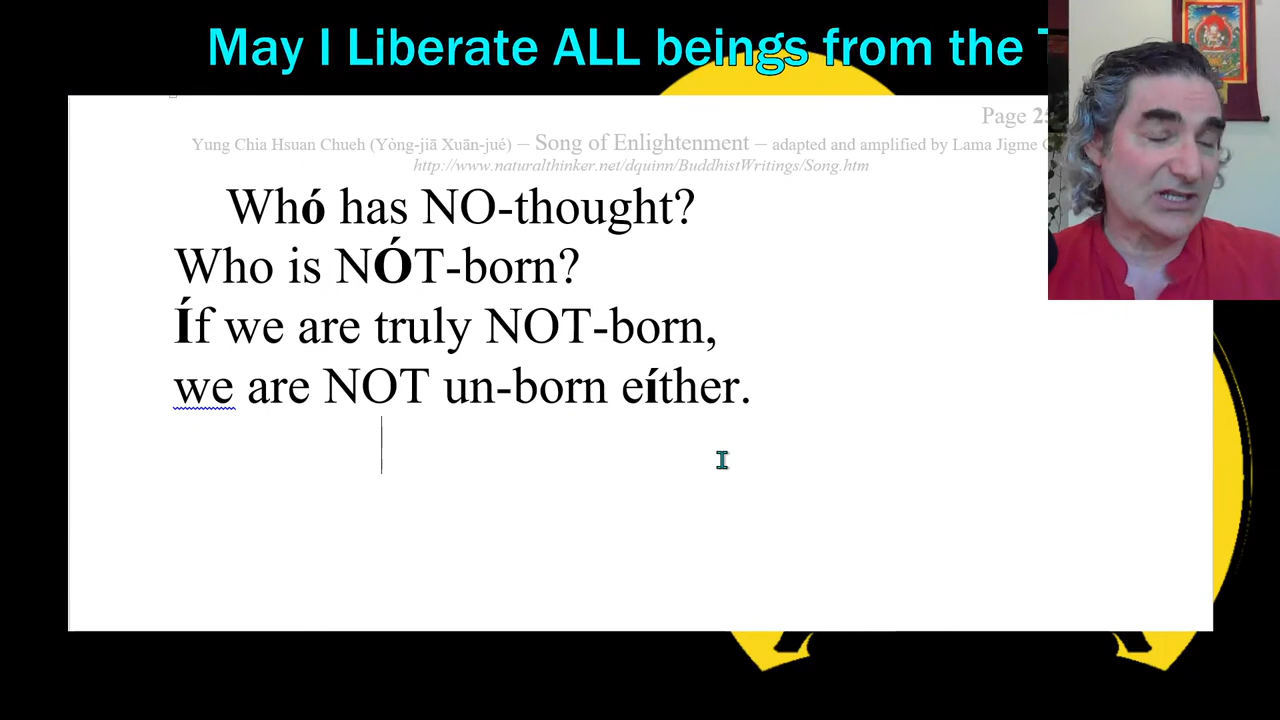 May I Liberate ALL beings from the
Page
Yung Chia Hsuan Chueh (Yòng-jiā Xuān-jué) – Song of Enlightenment – adapted and amplified by Lama Jigme
http://www.naturalthinker.net/dquinn/BuddhistWritings/Song.htm
Whó has NO-thought?
Who is NÓT-born?
Íf we are truly NOT-born,
we are NOT un-born eíther.